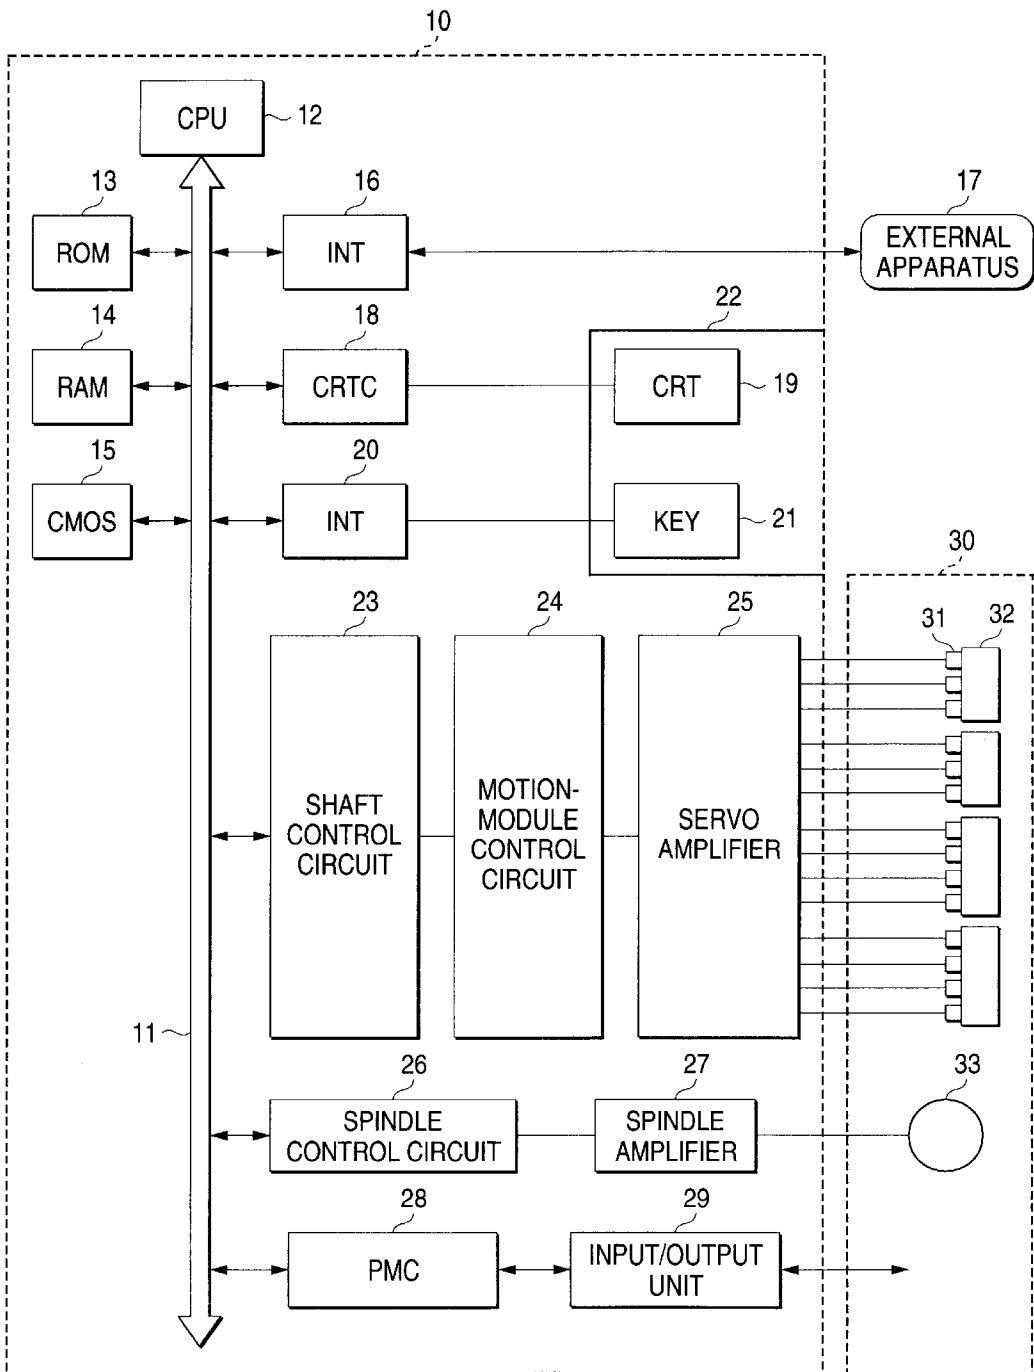 10
CPU
12
13
16
17
ROM
INT
EXTERNAL
APPARATUS
14
18
22
RAM
CRTC
CRT
19
15
20
CMOS
INT
KEY
21
30
23
24
25
31
32
SHAFT
CONTROL
CIRCUIT
MOTION-
MODULE
CONTROL
CIRCUIT
SERVO
AMPLIFIER
11
26
27
33
SPINDLE
CONTROL CIRCUIT
SPINDLE
AMPLIFIER
28
29
PMC
INPUT/OUTPUT
UNIT